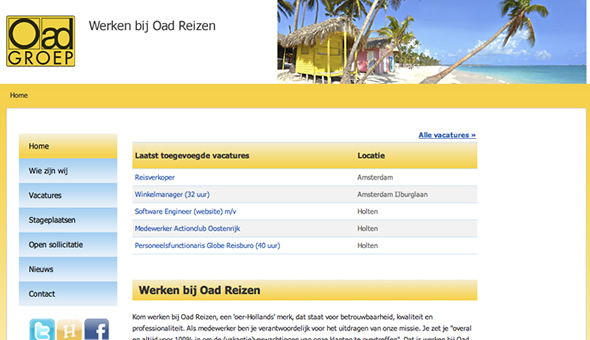 Oad
GROEP
Werken bij Oad Reizen
Home
Home
Wie zijn wij
Vacatures
Stageplaatsen
Open sollicitatie
Nieuws
Contact
Alle vacatures »
Laatst toegevoegde vacatures Locatie
Reisverkoper Amsterdam
Winkelmanager (32 uur) Amsterdam IJburglaan
Software Engineer (website) m/v Holten
Medewerker Actionclub Oostenrijk Holten
Personeelsfunctionaris Globe Reisburo (40 uur) Holten
Werken bij Oad Reizen
Kom werken bij Oad Reizen, een 'oer-Hollands' merk, dat staat voor betrouwbaarheid, kwaliteit en
professionaliteit. Als medewerker ben je verantwoordelijk voor het uitdragen van onze missie. Je zet je "overal
en altijd voor 100% in om de (vakantie)verwachtingen van onze klanten te overtreffen". Dat is werken bij Oad